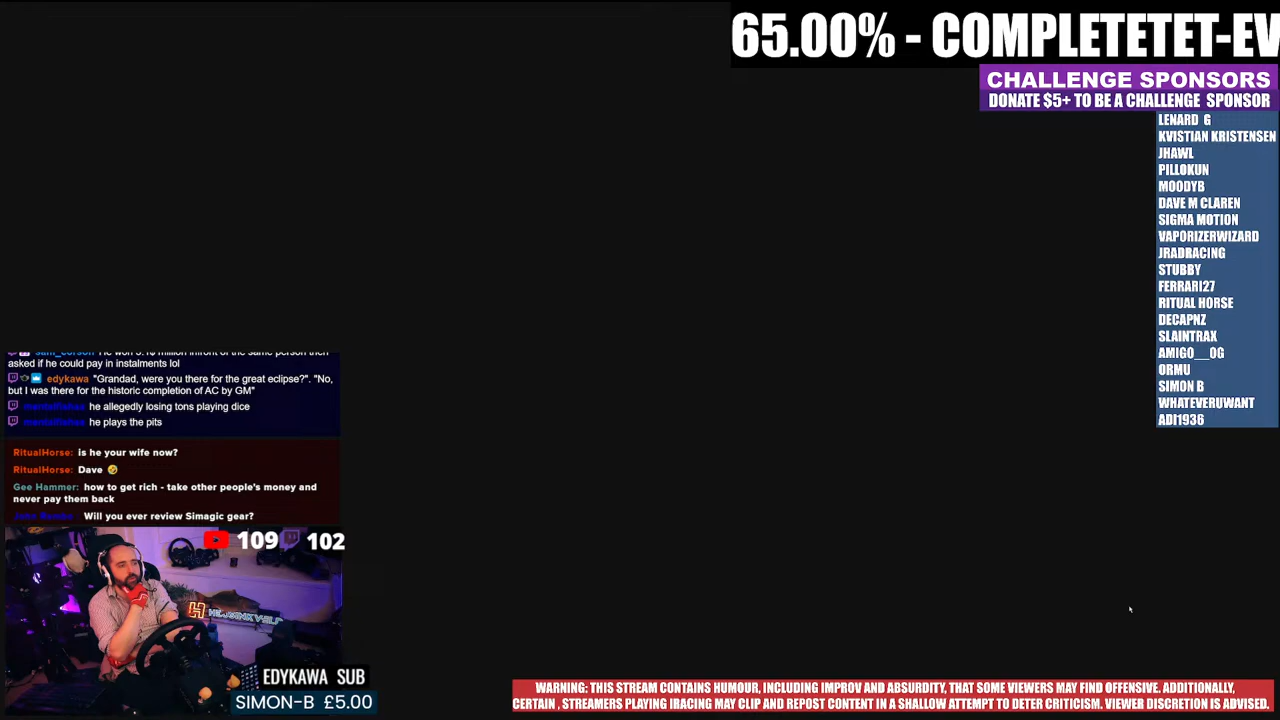 65.00% - COMPLETETET-EV
CHALLENGE SPONSORS
DONATE $5+ TO BE A CHALLENGE SPONSOR
LENARD G
KVISTIAN KRISTENSEN
JHAWL
PILLOKUN
MOODYB
DAVE M CLAREN
SIGMA MOTION
VAPORIZERWIZARD
JRADRACING
STUBBY
FERRARI27
RITUAL HORSE
DECAPNZ
SLAINTRAX
AMIGO__OG
ORMU
SIMON B
WHATEVERUWANT
ADI1936
asked if he could pay in instalments lol
edykawa "Grandad, were you there for the great eclipse?". "No,
but I was there for the historic completion of AC by GM"
he allegedly losing tons playing dice
he plays the pits
RitualHorse: is he your wife now?
RitualHorse: Dave 🤣
Gee Hammer: how to get rich - take other people's money and
never pay them back
Will you ever review Simagic gear?
109 102
EDYKAWA SUB
SIMON-B £5.00
WARNING: THIS STREAM CONTAINS HUMOUR, INCLUDING IMPROV AND ABSURDITY, THAT SOME VIEWERS MAY FIND OFFENSIVE. ADDITIONALLY,
CERTAIN , STREAMERS PLAYING IRACING MAY CLIP AND REPOST CONTENT IN A SHALLOW ATTEMPT TO DETER CRITICISM. VIEWER DISCRETION IS ADVISED.